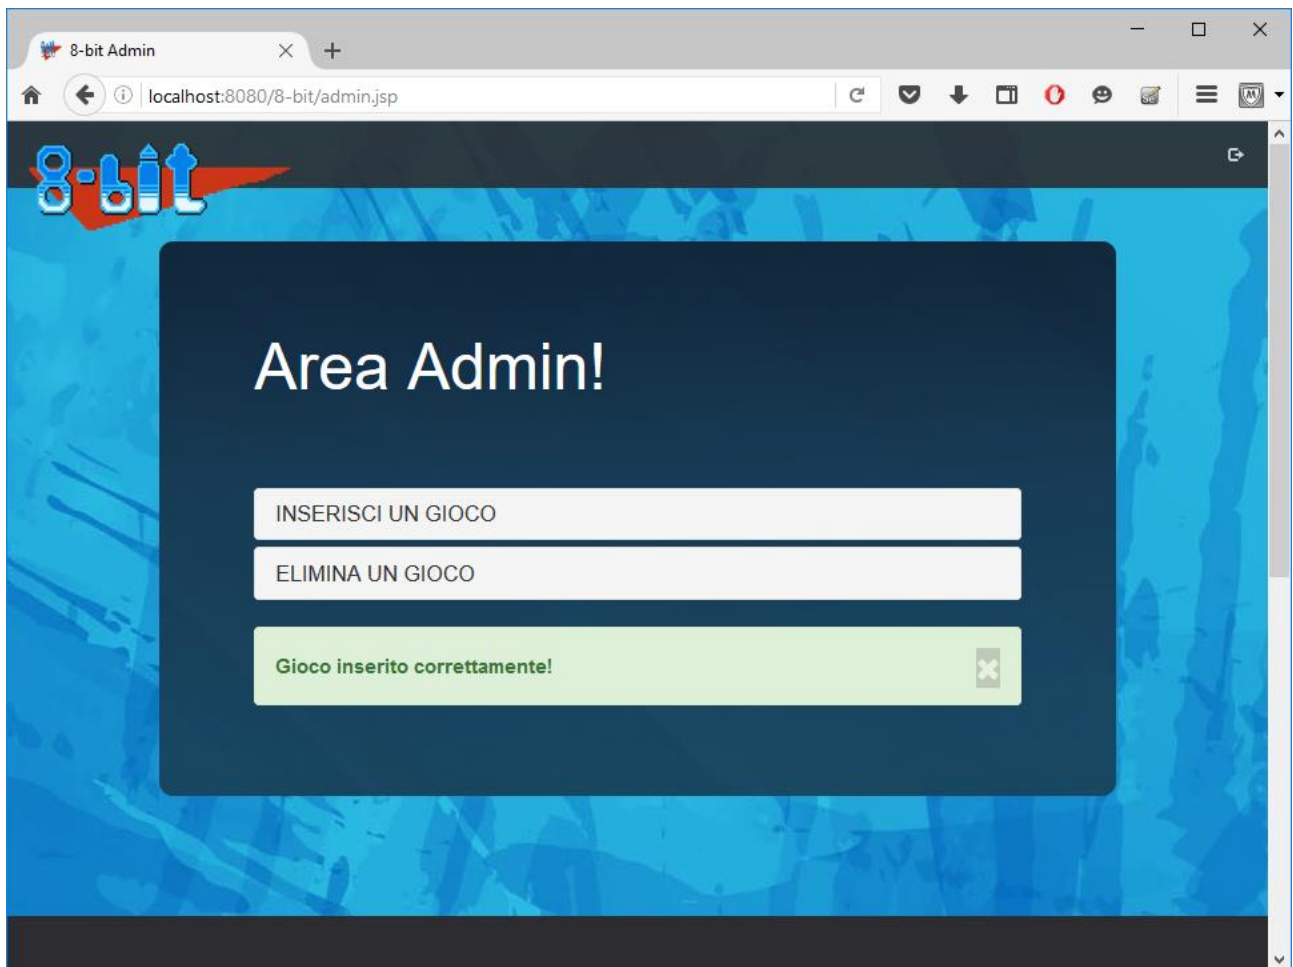 8-bit Admin
localhost:8080/8-bit/admin.jsp
8-bit
Area Admin!
INSERISCI UN GIOCO
ELIMINA UN GIOCO
Gioco inserito correttamente!